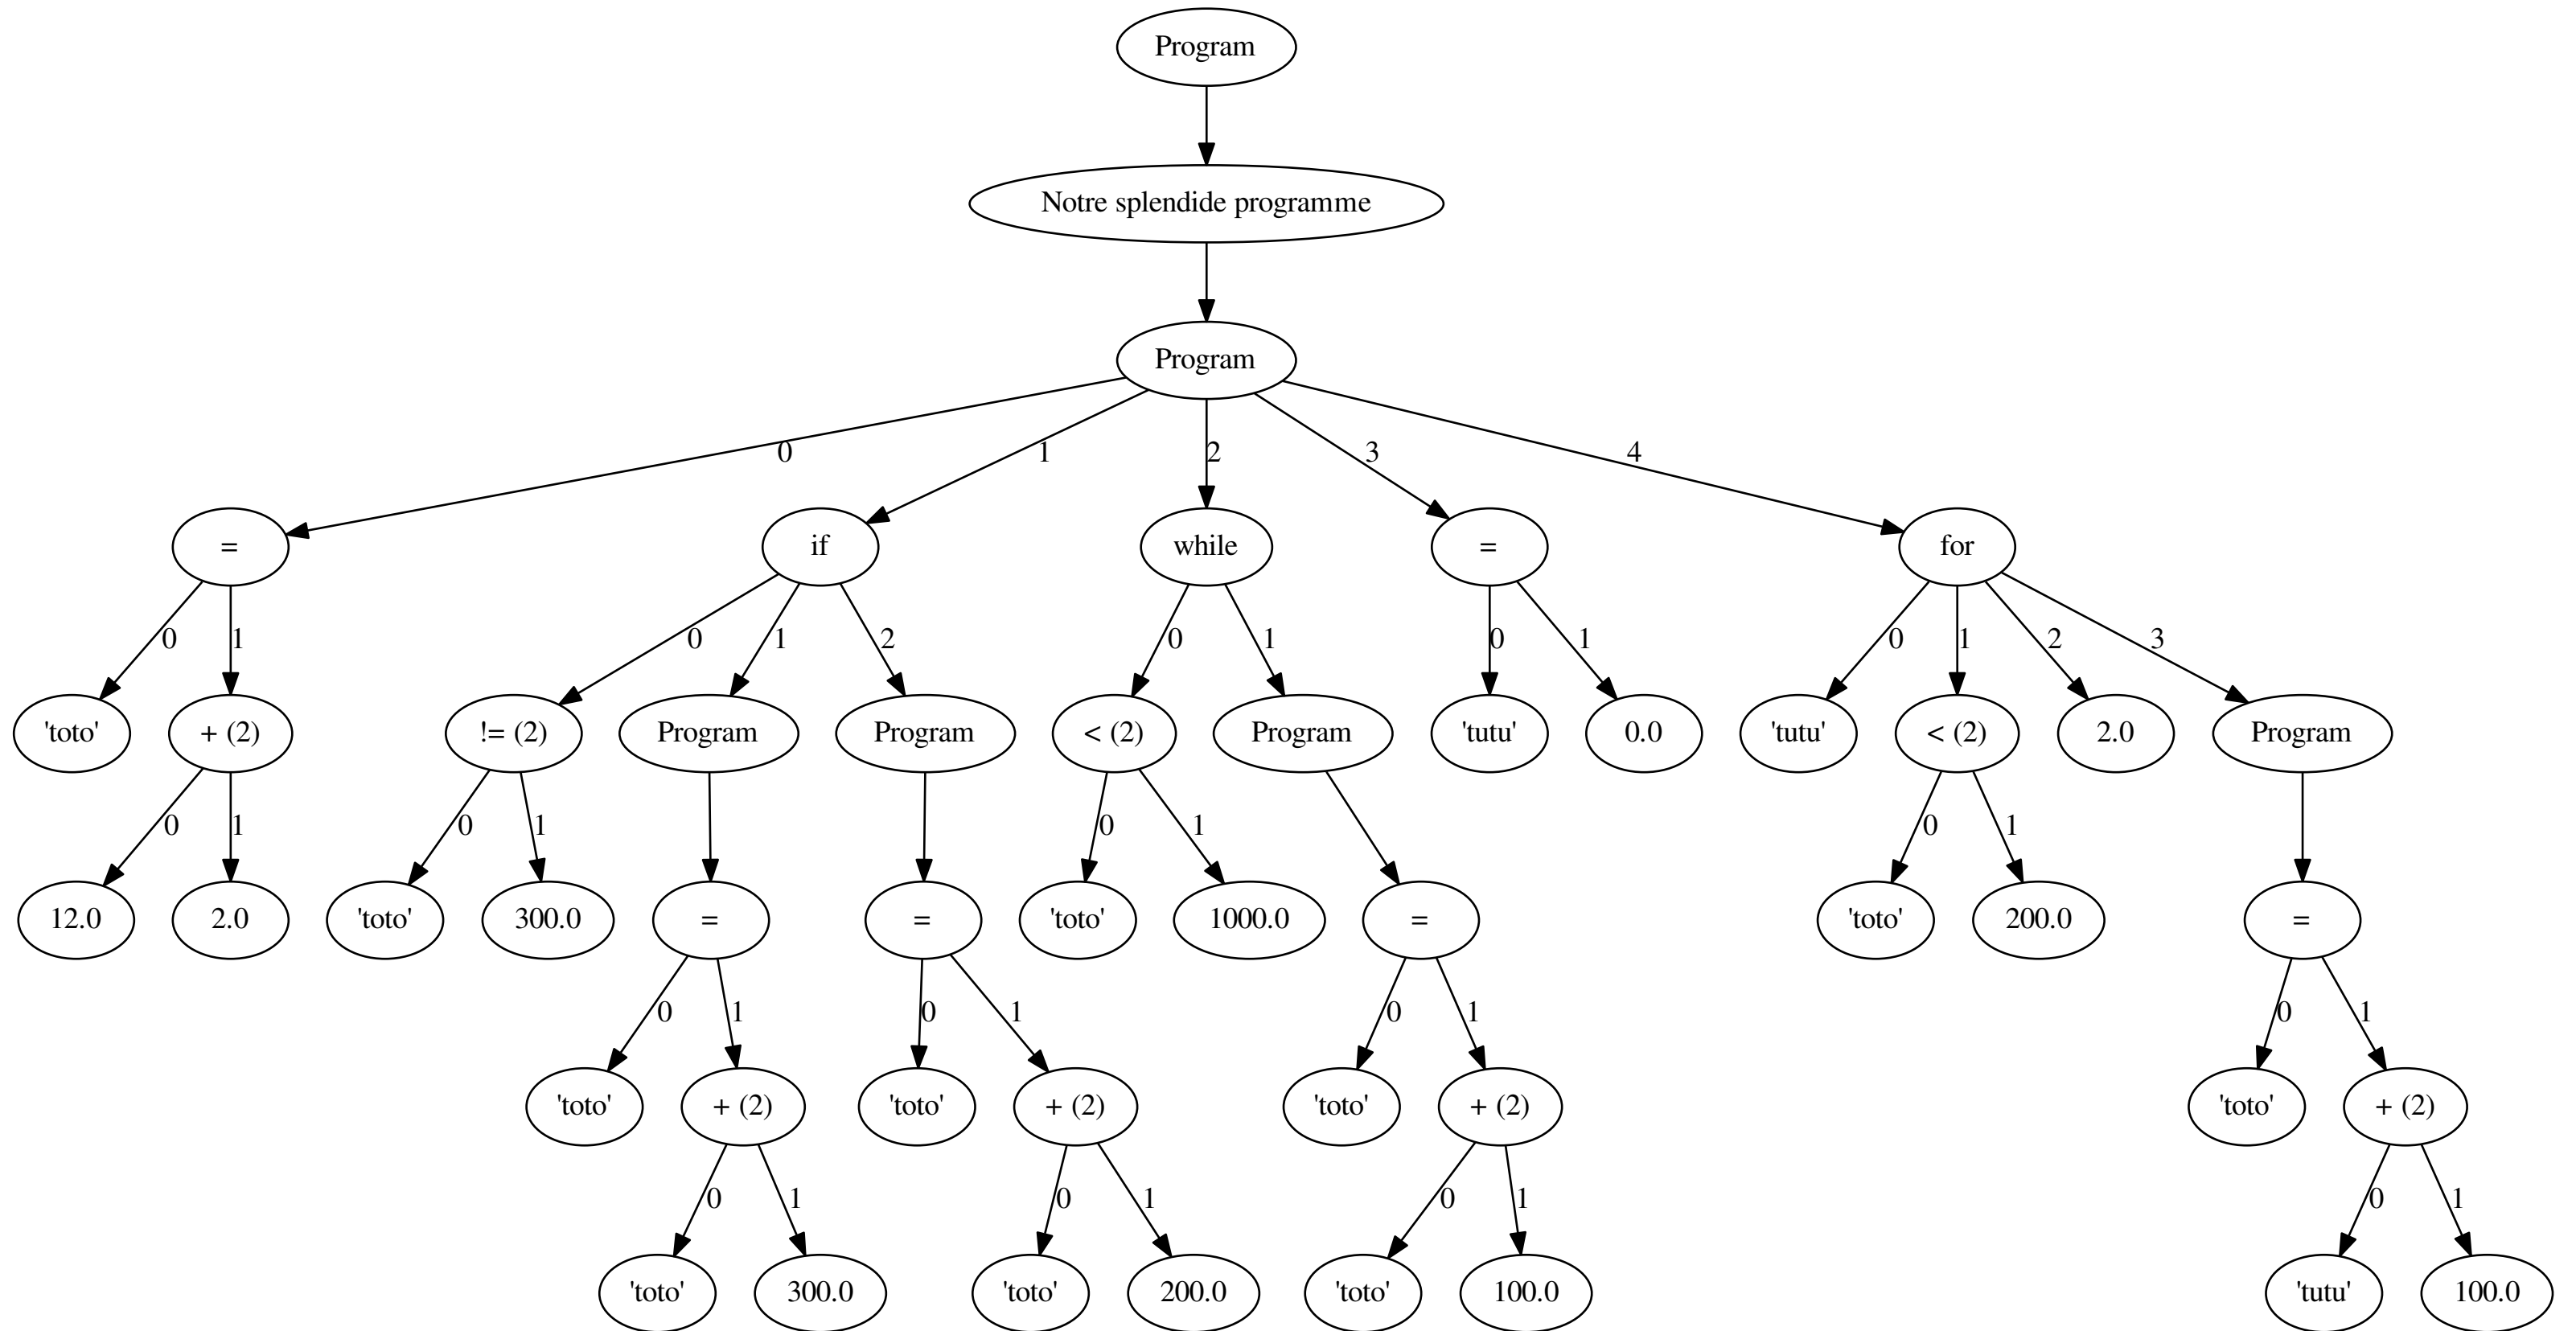 Program
Notre splendide programme
Program
0 1 2 3 4
= if while = for
0 1 0 1 2 0 1 0 1 0 1 2 3
'toto' + (2) != (2) Program Program < (2) Program 'tutu' 0.0 'tutu' < (2) 2.0 Program
0 1 0 1 0 1 0 1
12.0 2.0 'toto' 300.0 = = 'toto' 1000.0 = 'toto' 200.0 =
0 1 0 1 0 1 0 1
'toto' + (2) 'toto' + (2) 'toto' + (2) 'toto' + (2)
0 1 0 1 0 1 0 1
'toto' 300.0 'toto' 200.0 'toto' 100.0 'tutu' 100.0